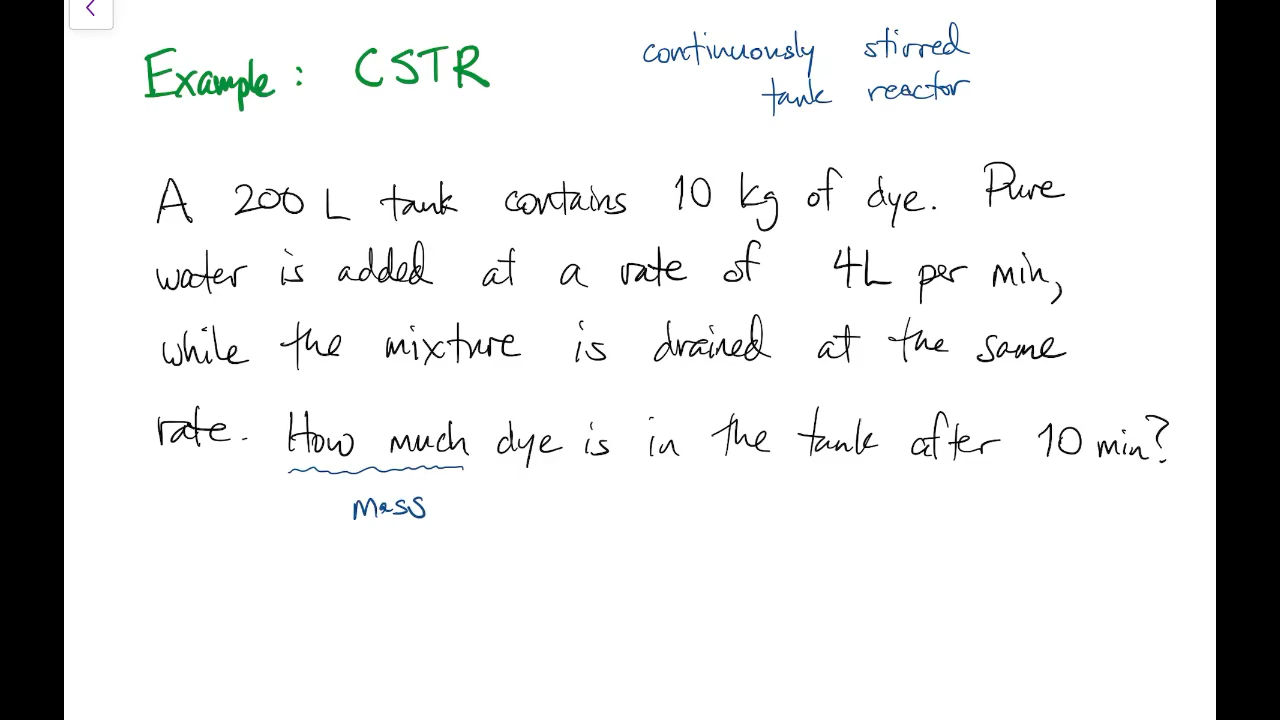 Example: CSTR
continuously stirred
tank reactor
A 200 L tank contains 10 kg of dye. Pure
water is added at a rate of 4L per min,
while the mixture is drained at the same
rate. How much dye is in the tank after 10 min?
mass